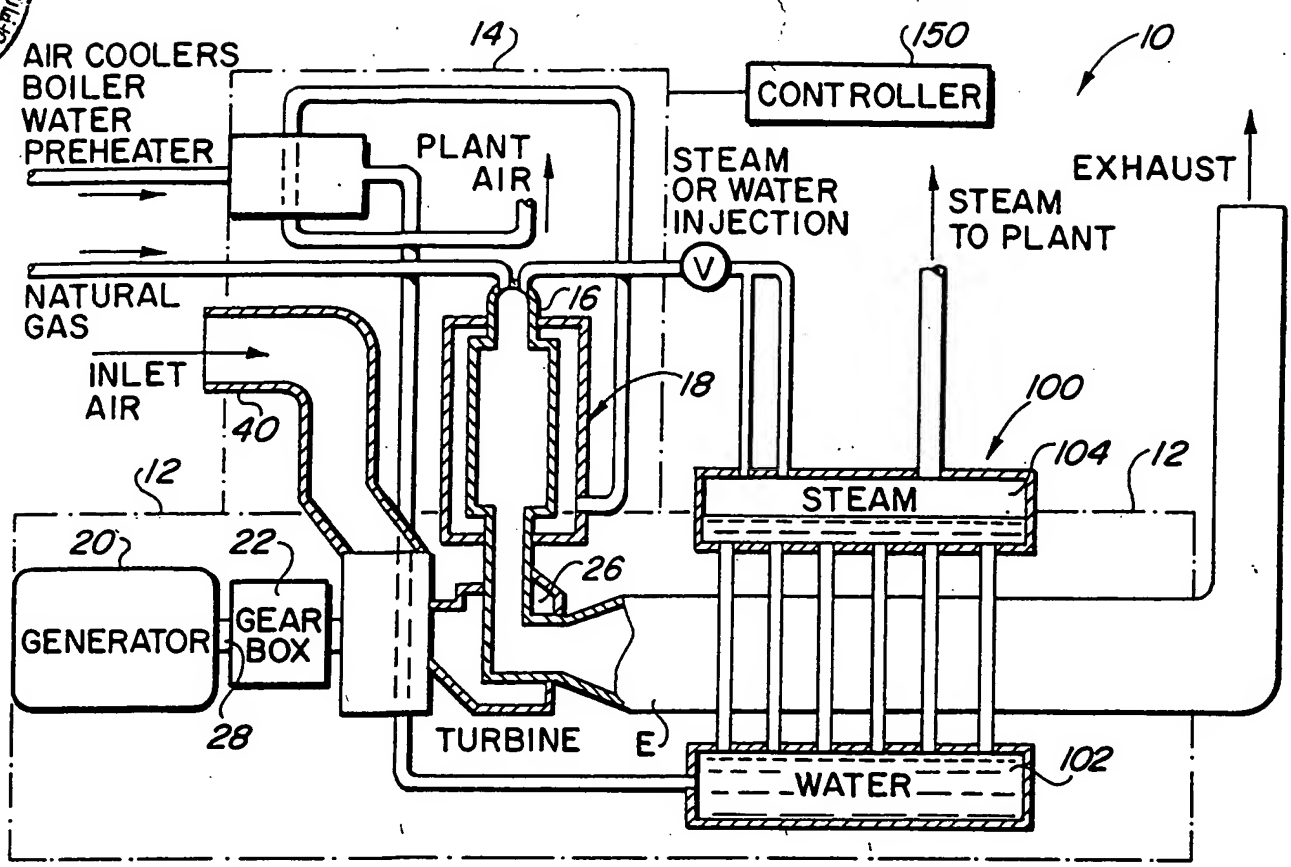 14
150
10
AIR COOLERS
BOILER
WATER
PREHEATER
CONTROLLER
PLANT
AIR
STEAM
OR WATER
INJECTION
EXHAUST
STEAM
TO PLANT
V
NATURAL
GAS
16
INLET
AIR
40
18
100
104
12
12
STEAM
20
22
26
GENERATOR
GEAR
BOX
28
TURBINE
E
WATER
102